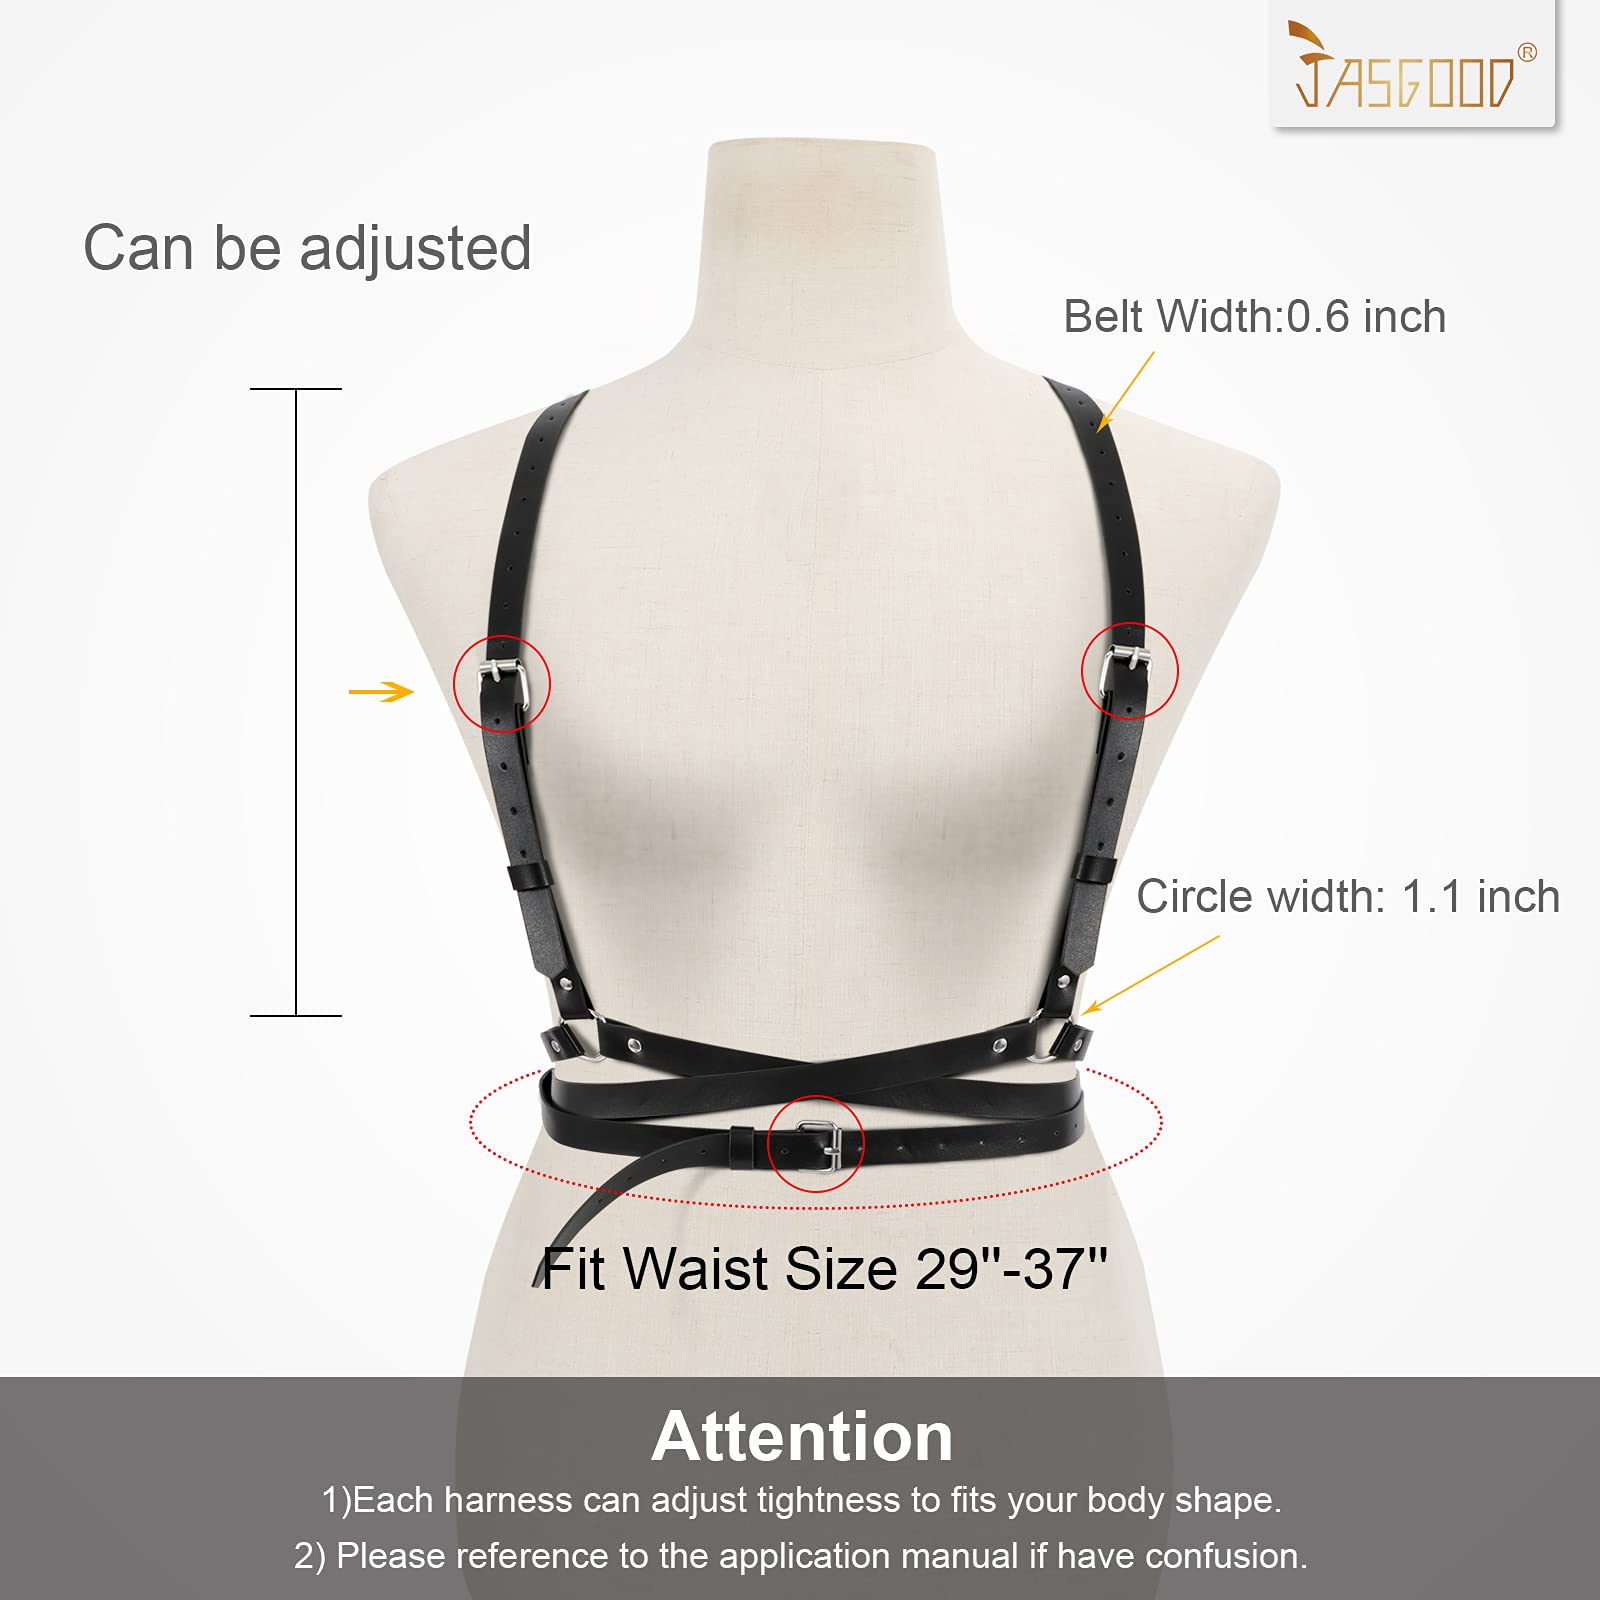 JASGOOD®
Can be adjusted
Belt Width:0.6 inch
Circle width: 1.1 inch
Fit Waist Size 29"-37"
Attention
1)Each harness can adjust tightness to fits your body shape.
2) Please reference to the application manual if have confusion.